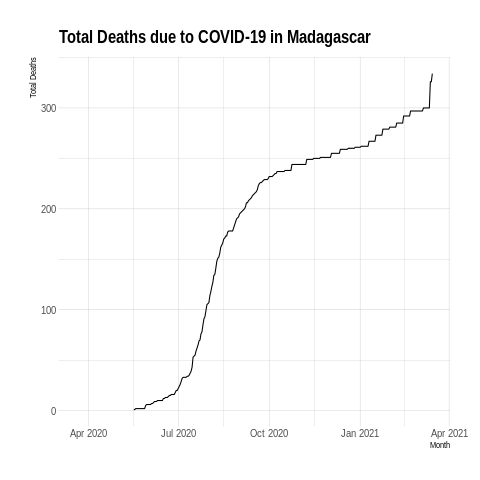 Total Deaths due to COVID-19 in Madagascar
Total Deaths
300
200
100
0
Apr 2020 Jul 2020 Oct 2020 Jan 2021 Apr 2021
Month